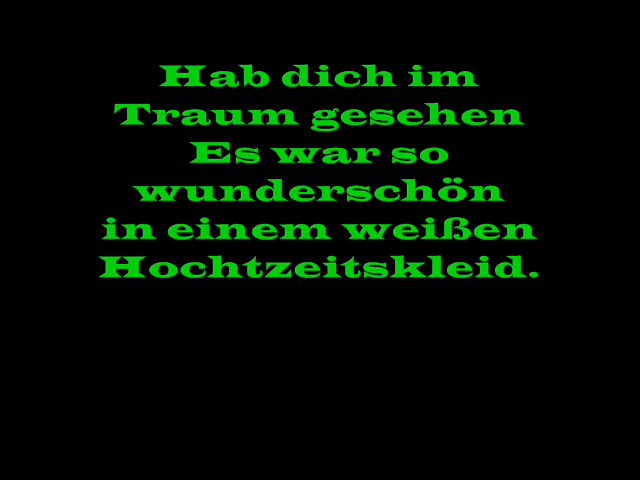 Hab dich im
Traum gesehen
Es war so
wunderschön
in einem weißen
Hochtzeitskleid.